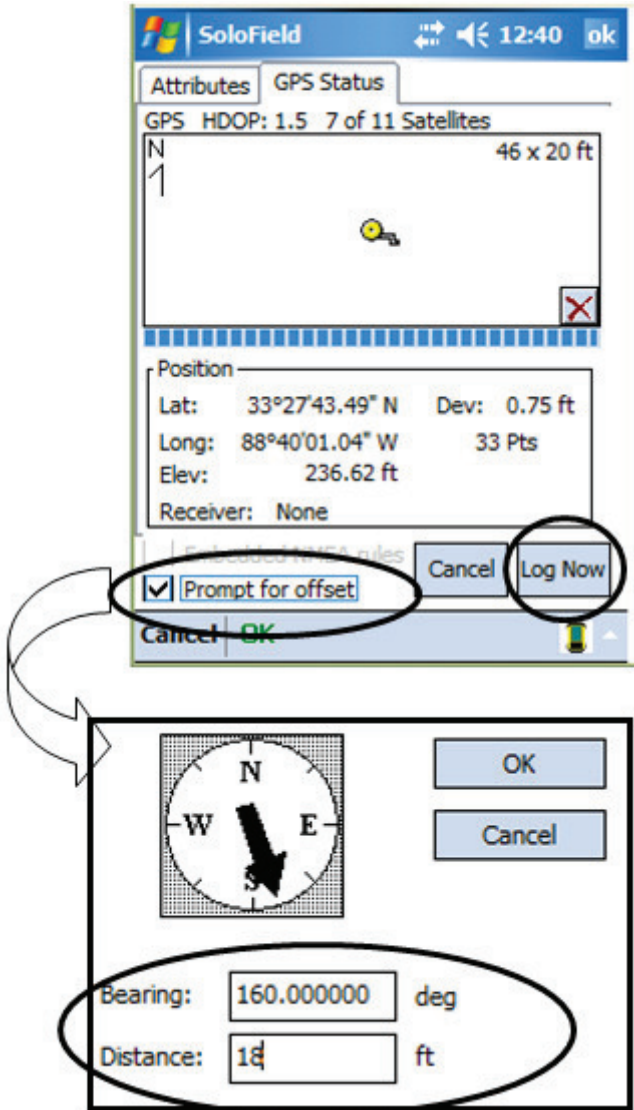 SoloField 12:40 ok
Attributes GPS Status
GPS HDOP: 1.5 7 of 11 Satellites
N 46 x 20 ft
Position
Lat: 33°27'43.49" N Dev: 0.75 ft
Long: 88°40'01.04" W 33 Pts
Elev: 236.62 ft
Receiver: None
Embedded NMEA rules
Cancel Log Now
Prompt for offset
Cancel OK
N
W E
S
OK
Cancel
Bearing: 160.000000 deg
Distance: 18 ft